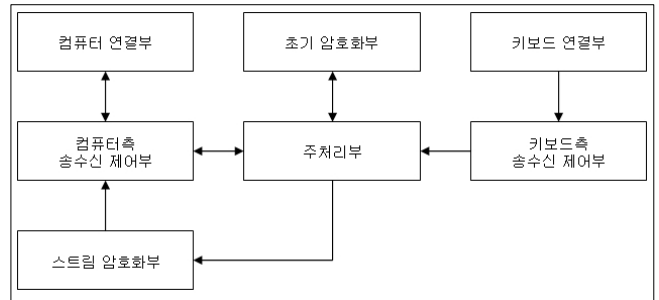 컴퓨터 연결부
초기 암호화부
키보드 연결부
컴퓨터측
송수신 제어부
주처리부
키보드측
송수신 제어부
스트림 암호화부